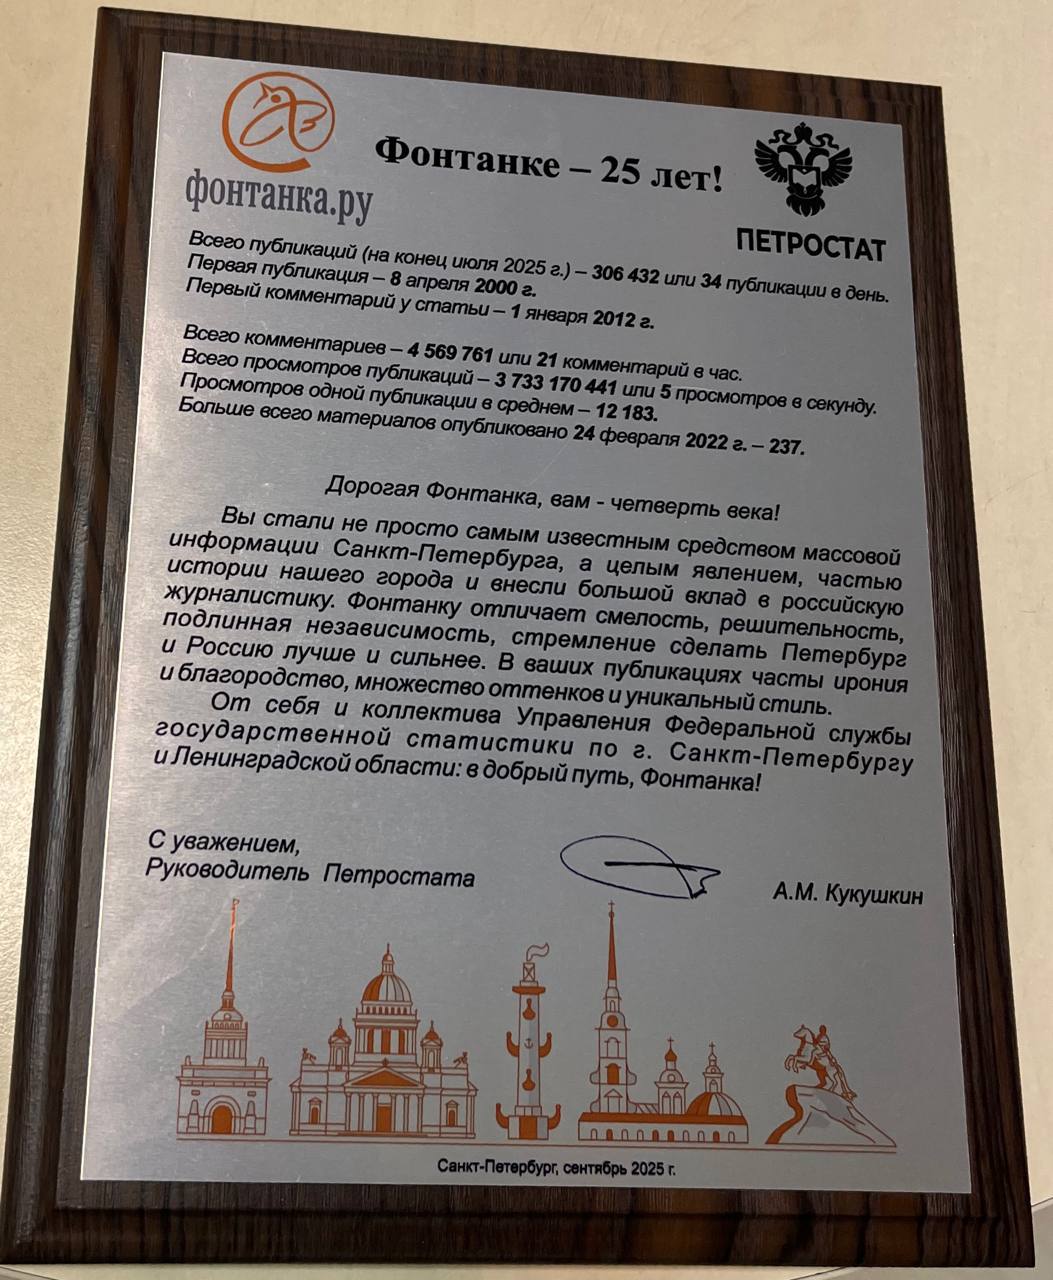 фонтанка.ру
Фонтанке – 25 лет!
ПЕТРОСТАТ
Всего публикаций (на конец июля 2025 г.) – 306 432 или 34 публикации в день.
Первая публикация – 8 апреля 2000 г.
Первый комментарий у статьи – 1 января 2012 г.
Всего комментариев – 4 569 761 или 21 комментарий в час.
Всего просмотров публикаций – 3 733 170 441 или 5 просмотров в секунду.
Просмотров одной публикации в среднем – 12 183.
Больше всего материалов опубликовано 24 февраля 2022 г. – 237.
Дорогая Фонтанка, вам - четверть века!
Вы стали не просто самым известным средством массовой
информации Санкт-Петербурга, а целым явлением, частью
истории нашего города и внесли большой вклад в российскую
журналистику. Фонтанку отличает смелость, решительность,
подлинная независимость, стремление сделать Петербург
и Россию лучше и сильнее. В ваших публикациях часты ирония
и благородство, множество оттенков и уникальный стиль.
От себя и коллектива Управления Федеральной службы
государственной статистики по г. Санкт-Петербургу
и Ленинградской области: в добрый путь, Фонтанка!
С уважением,
Руководитель Петростата
А.М. Кукушкин
Санкт-Петербург, сентябрь 2025 г.